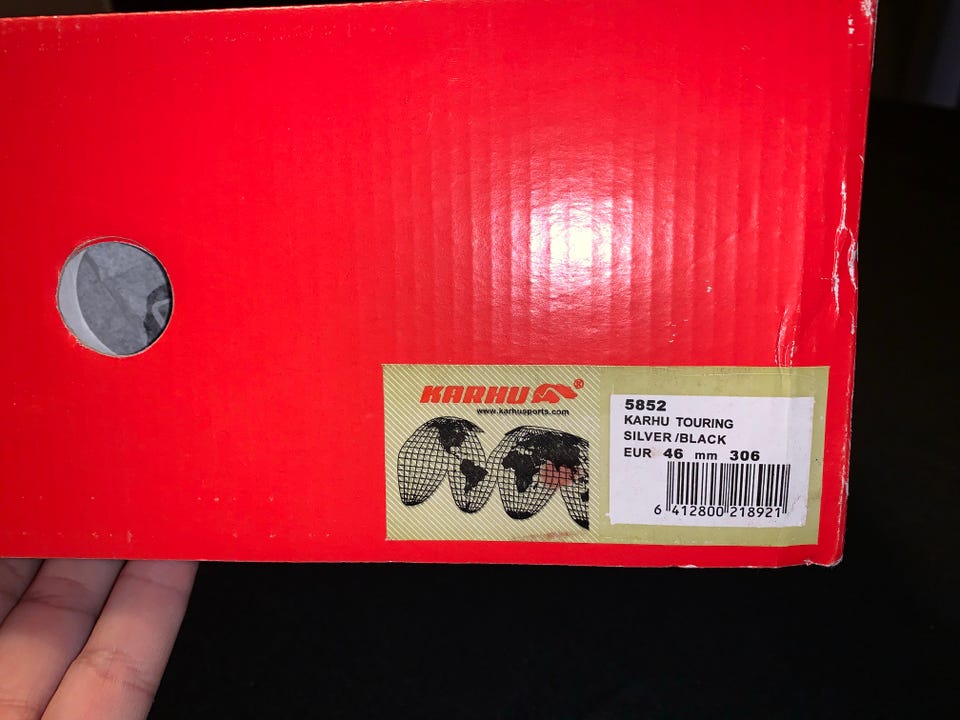 KARHU ®
www.karhusports.com
5852
KARHU TOURING
SILVER/BLACK
EUR 46 mm 306
6 412800 218921